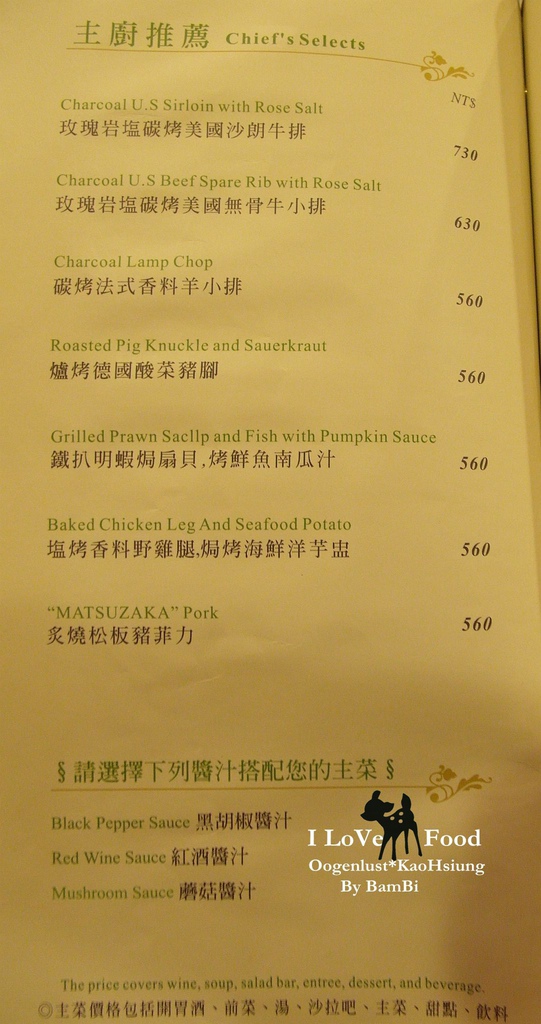 主廚推薦 Chief's Selects
NT$
Charcoal U.S Sirloin with Rose Salt
玫瑰岩塩碳烤美國沙朗牛排
730
Charcoal U.S Beef Spare Rib with Rose Salt
玫瑰岩塩碳烤美國無骨牛小排
630
Charcoal Lamp Chop
碳烤法式香料羊小排
560
Roasted Pig Knuckle and Sauerkraut
爐烤德國酸菜豬腳
560
Grilled Prawn Sacllp and Fish with Pumpkin Sauce
鐵扒明蝦焗扇貝,烤鮮魚南瓜汁
560
Baked Chicken Leg And Seafood Potato
塩烤香料野雞腿,焗烤海鮮洋芋盅
560
“MATSUZAKA” Pork
炙燒松板豬菲力
560
§請選擇下列醬汁搭配您的主菜§
Black Pepper Sauce 黑胡椒醬汁
Red Wine Sauce 紅酒醬汁
Mushroom Sauce 蘑菇醬汁
I LoVe Food
Oogenlust*KaoHsiung
By BamBi
The price covers wine, soup, salad bar, entree, dessert, and beverage.
◎主菜價格包括開胃酒、前菜、湯、沙拉吧、主菜、甜點、飲料